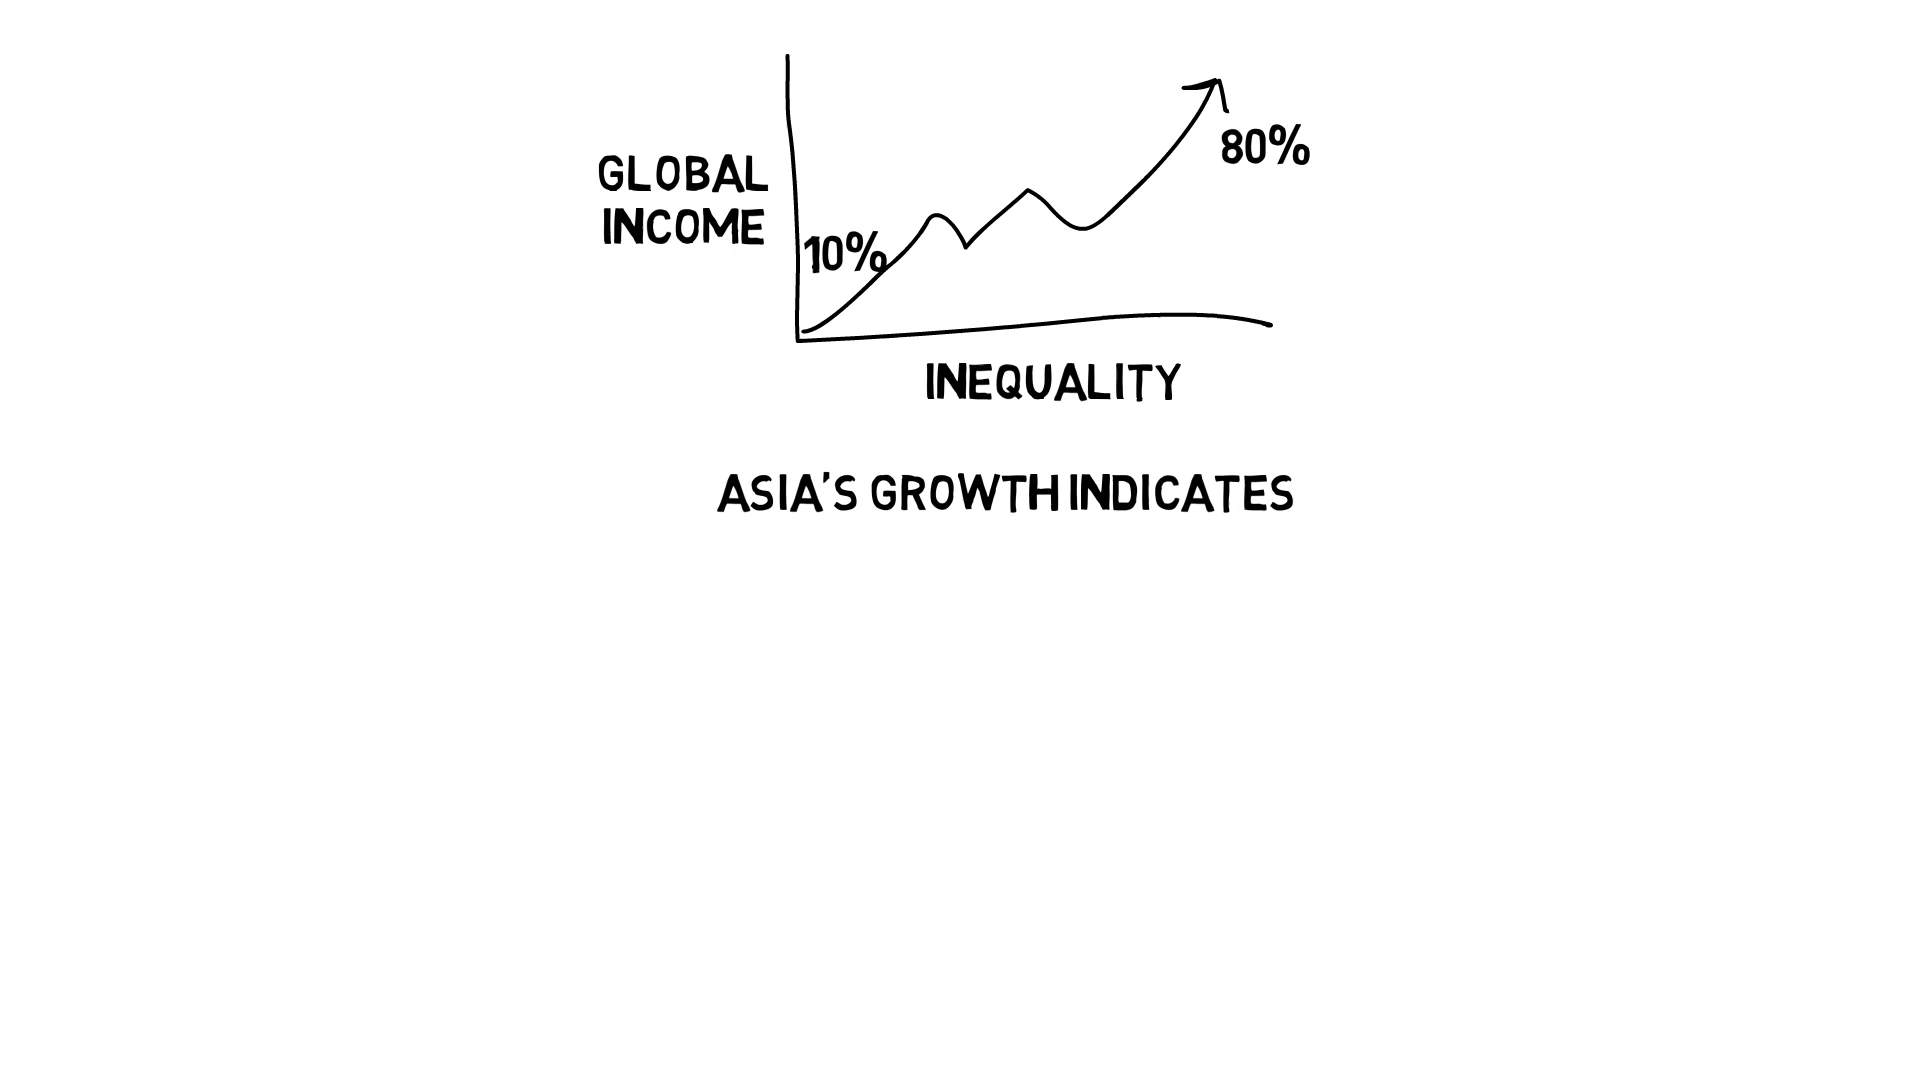 80%
GLOBAL
INCOME
10%
INEQUALITY
ASIA'S GROWTH INDICATES